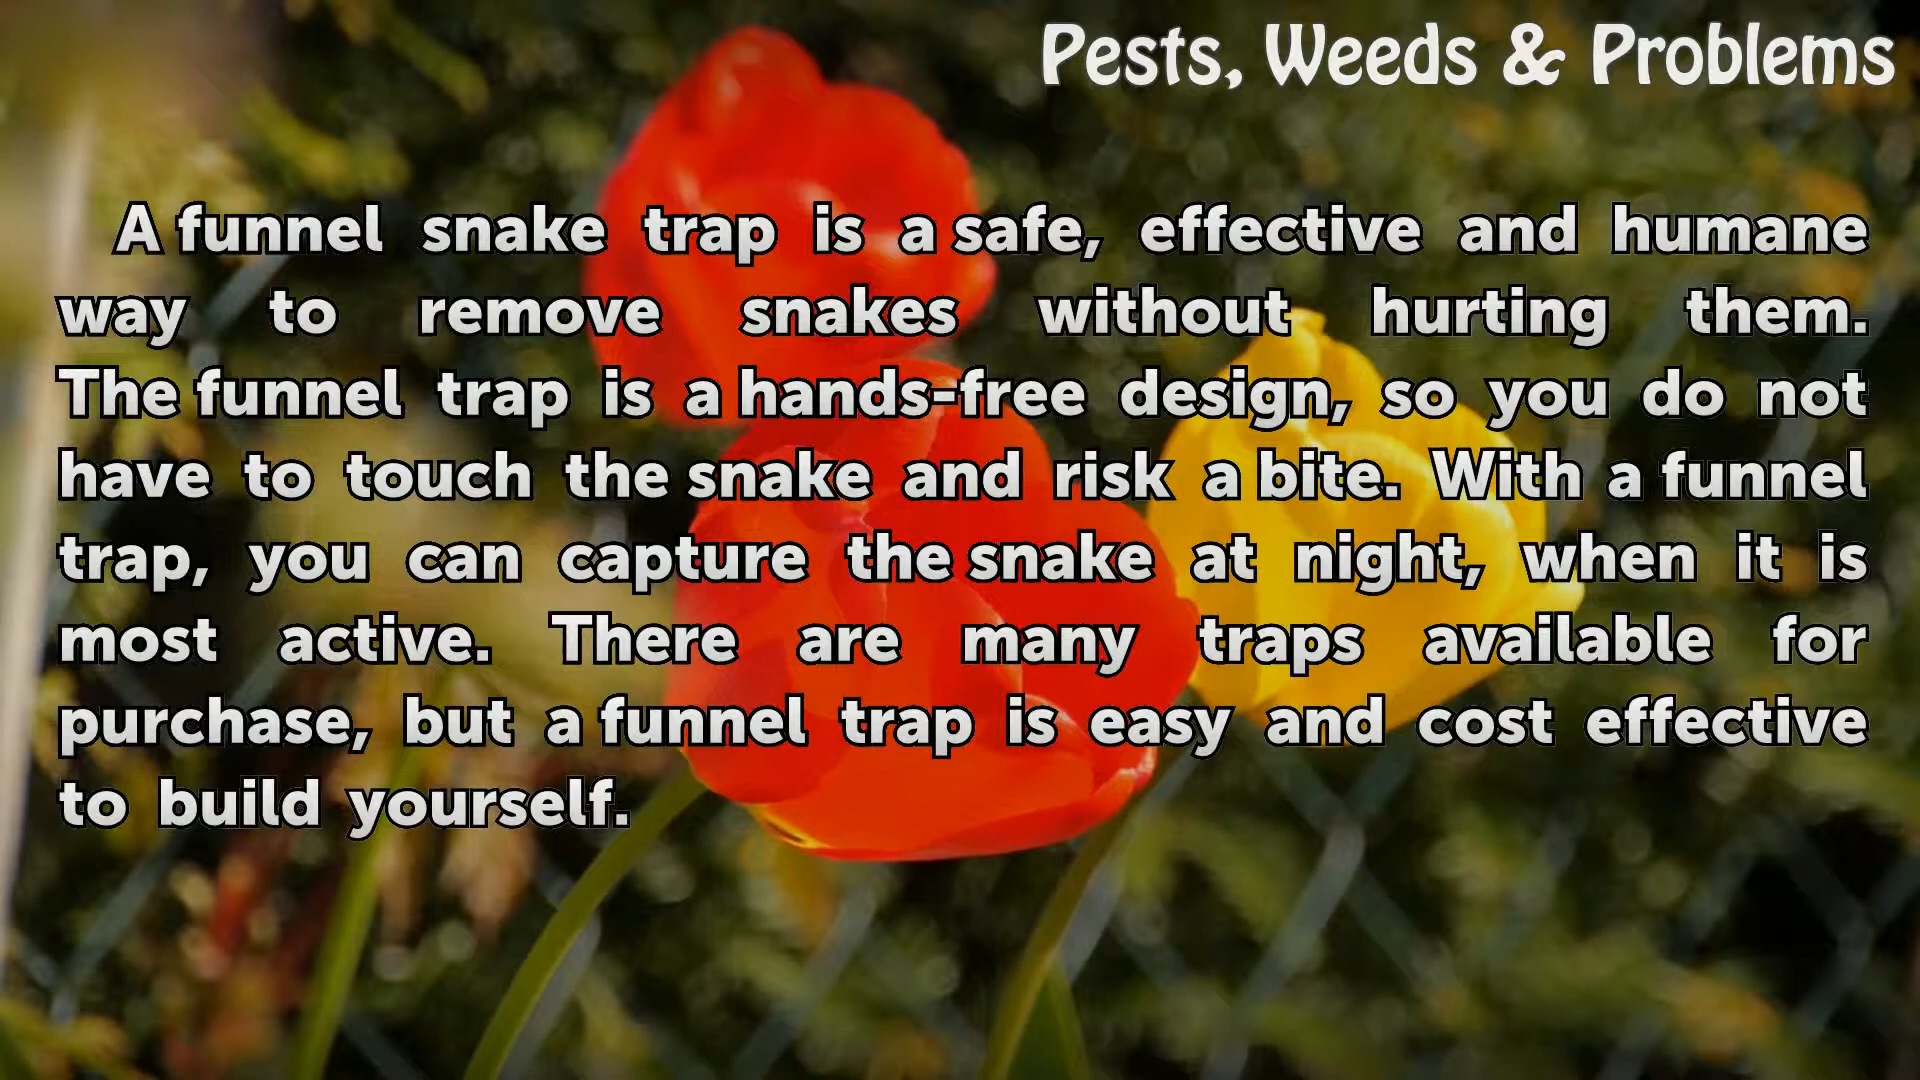 Pests, Weeds & Problems
A funnel snake trap is a safe, effective and humane
way to remove snakes without hurting them.
The funnel trap is a hands-free design, so you do not
have to touch the snake and risk a bite. With a funnel
trap, you can capture the snake at night, when it is
most active. There are many traps available for
purchase, but a funnel trap is easy and cost effective
to build yourself.